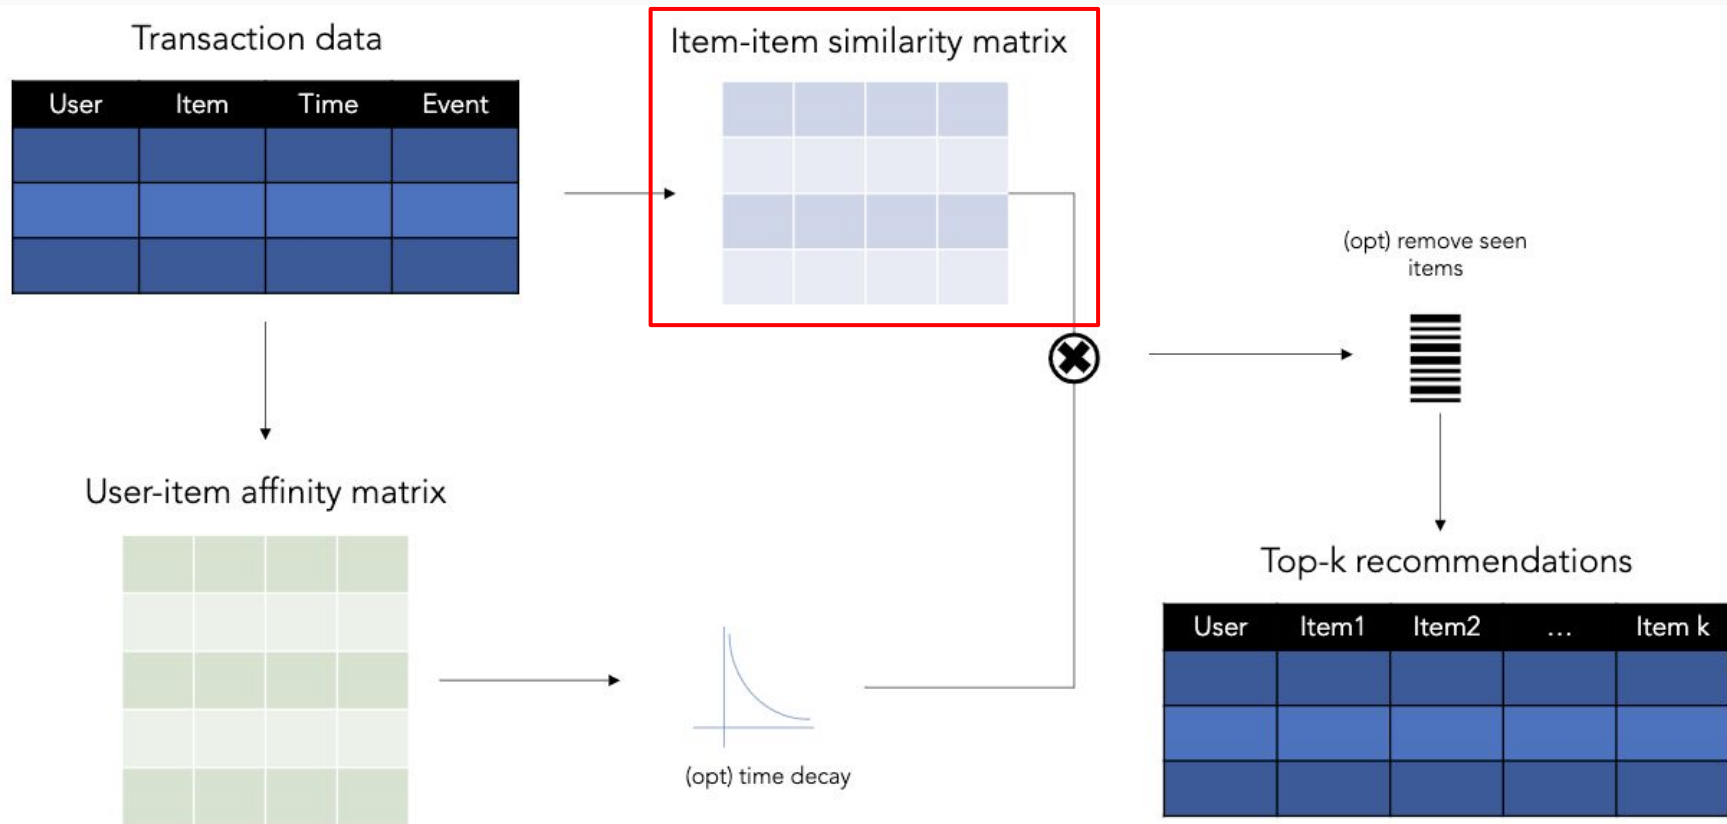 Transaction data
User Item Time Event
Item-item similarity matrix
(opt) remove seen
items
User-item affinity matrix
(opt) time decay
Top-k recommendations
User Item1 Item2 ... Item k